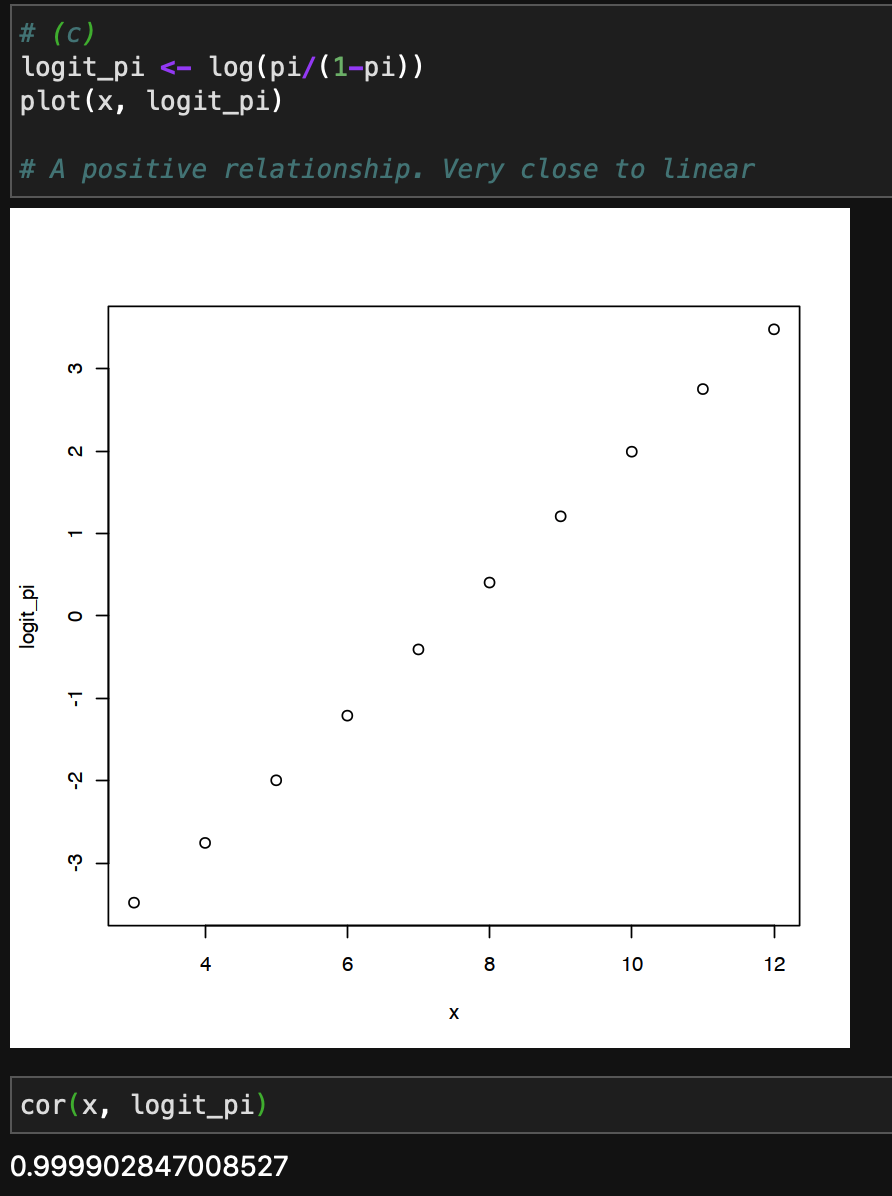 # (c)
logit_pi <- log(pi/(1-pi))
plot(x, logit_pi)
# A positive relationship. Very close to linear
3
2
1
0
-1
-2
-3
logit_pi
4 6 8 10 12
x
cor(x, logit_pi)
0.999902847008527